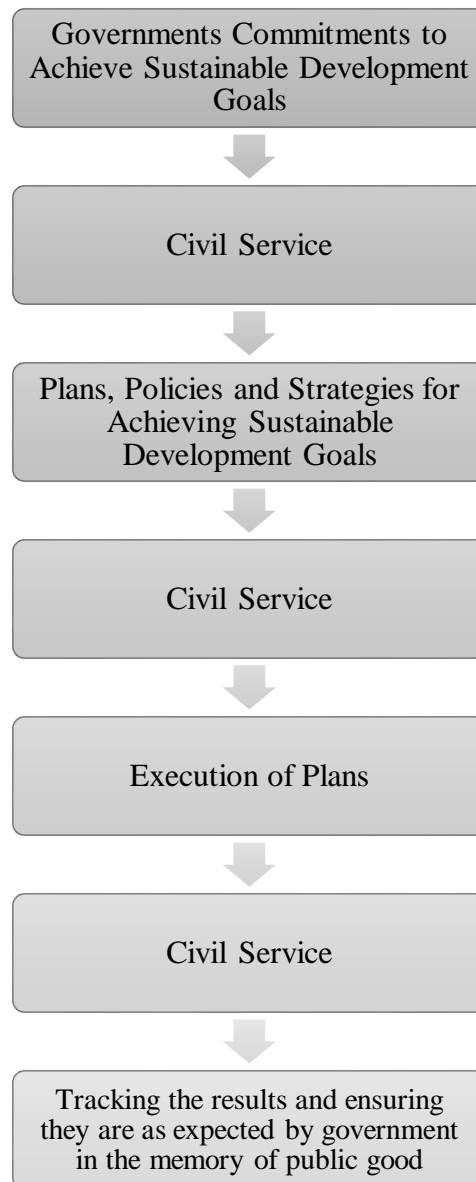 Governments Commitments to
Achieve Sustainable Development
Goals
Civil Service
Plans, Policies and Strategies for
Achieving Sustainable
Development Goals
Civil Service
Execution of Plans
Civil Service
Tracking the results and ensuring
they are as expected by government
in the memory of public good